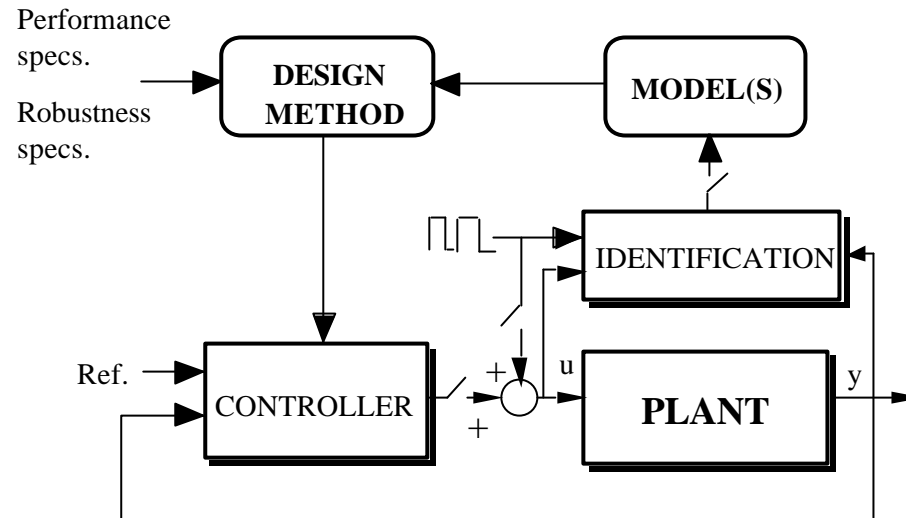 Performance
specs.
Robustness
specs.
DESIGN
METHOD
MODEL(S)
IDENTIFICATION
Ref.
CONTROLLER
+
+
u
PLANT
y